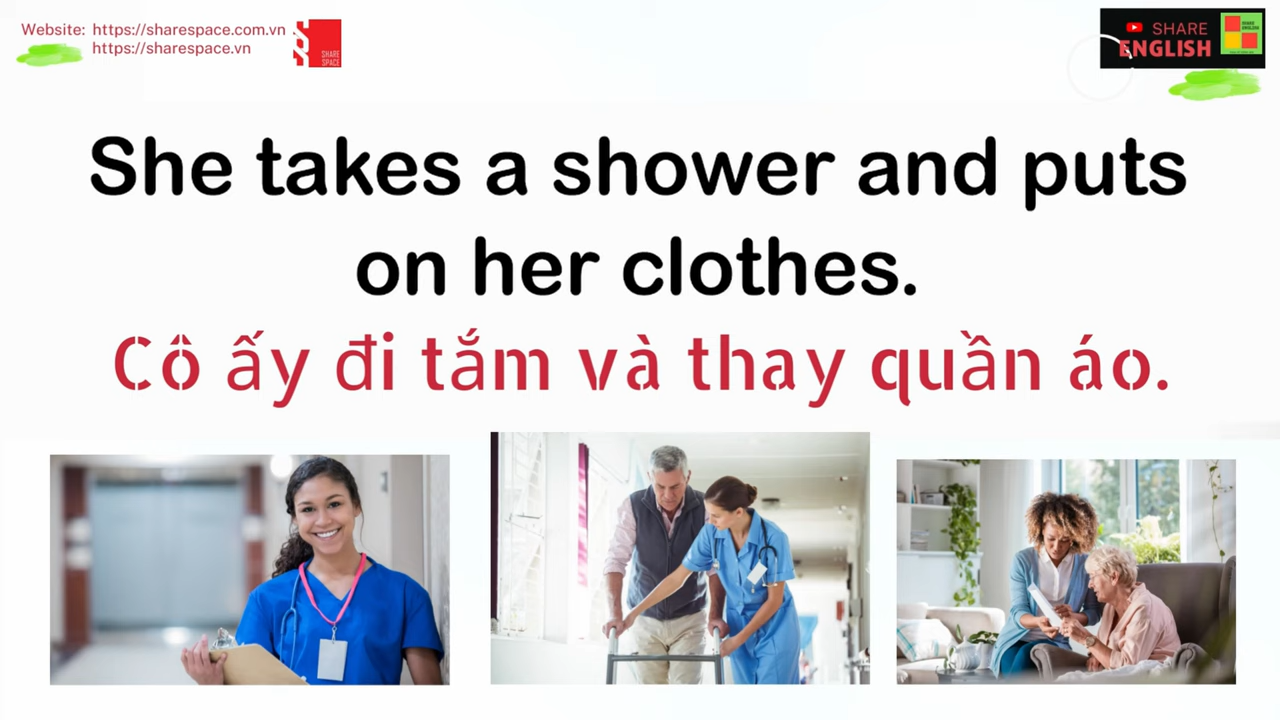 Website: https://sharespace.com.vn
https://sharespace.vn
SHARE
SPACE
SHARE
ENGLISH
She takes a shower and puts
on her clothes.
Cô ấy đi tắm và thay quần áo.